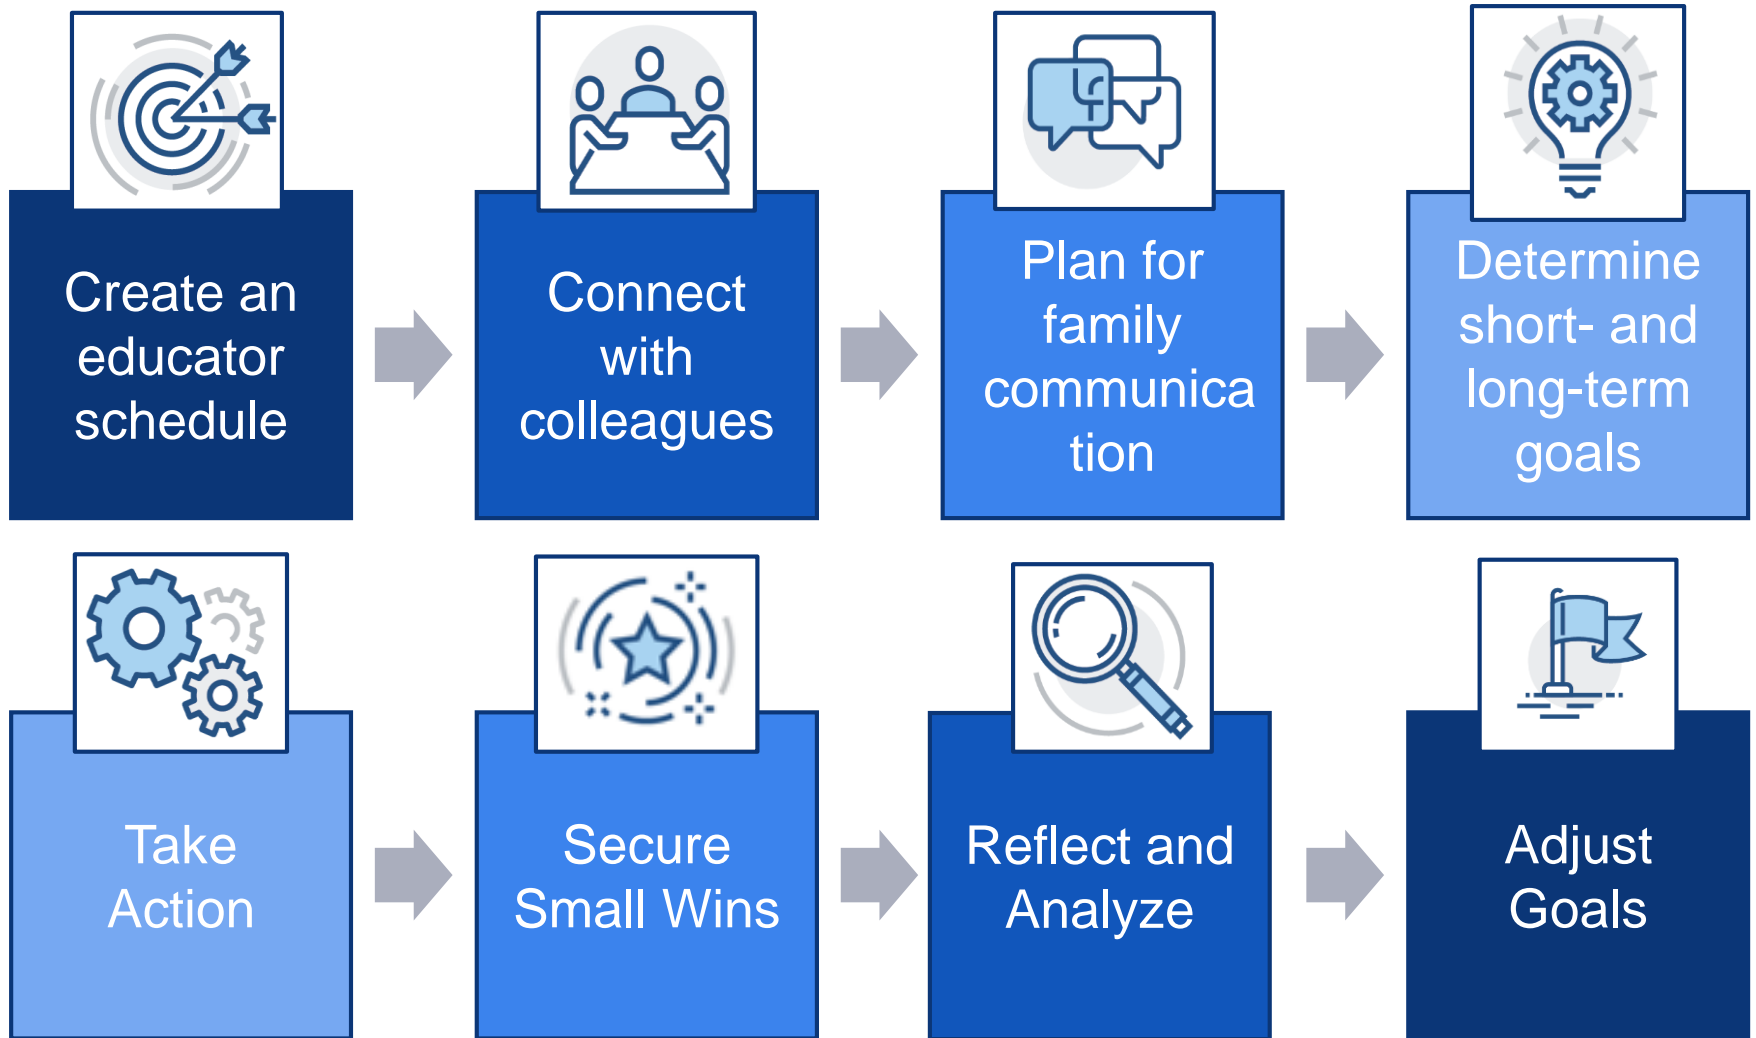 Create an
educator
schedule
Connect
with
colleagues
Plan for
family
communica
tion
Determine
short- and
long-term
goals
Take
Action
Secure
Small Wins
Reflect and
Analyze
Adjust
Goals